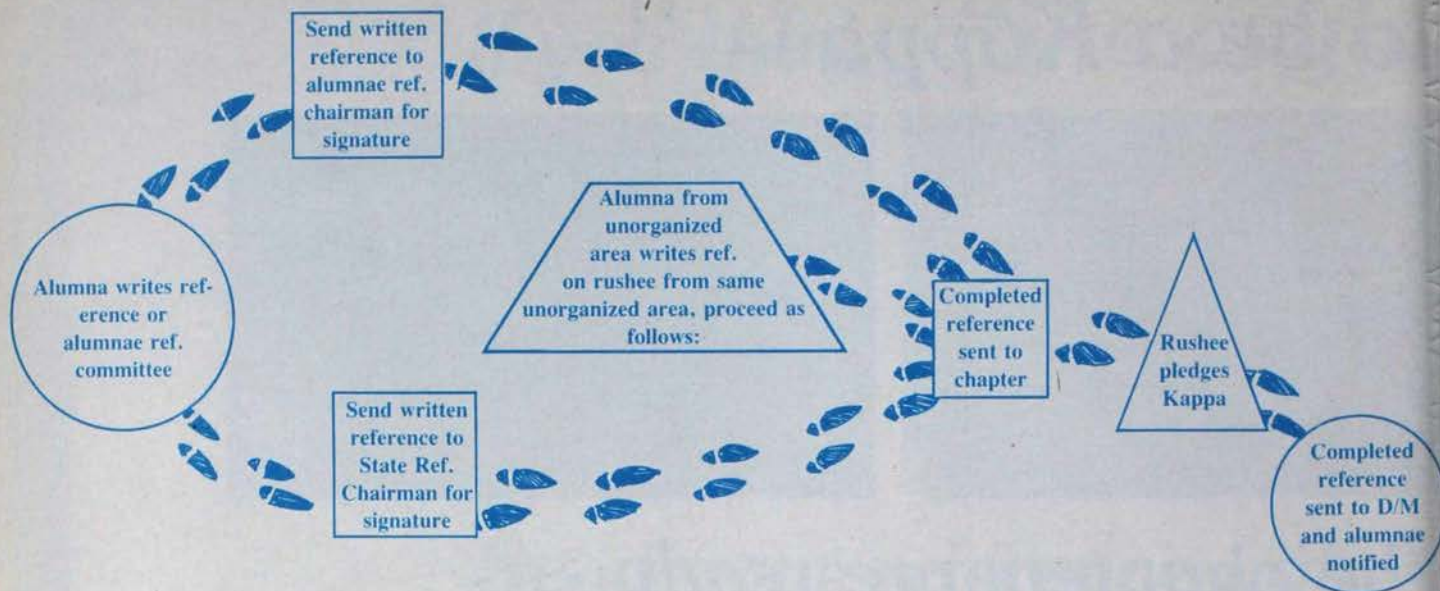 Send written
reference to
alumnae ref.
chairman for
signature
Alumna writes ref-
erence or
alumnae ref.
committee
Send written
reference to
State Ref.
Chairman for
signature
Alumna from
unorganized
area writes ref.
on rushee from same
unorganized area, proceed as
follows:
Completed
reference
sent to
chapter
Rushee
pledges
Kappa
Completed
reference
sent to D/M
and alumnae
notified